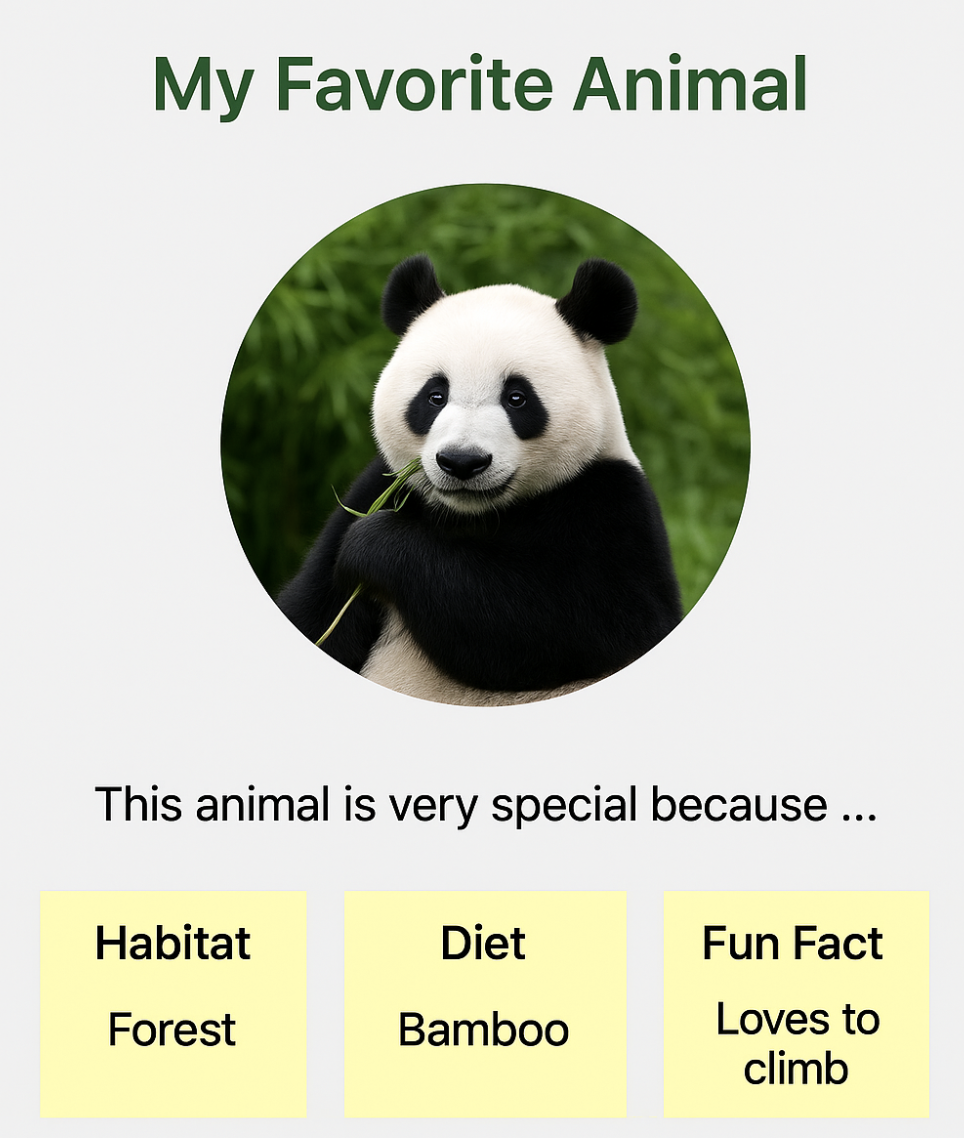 My Favorite Animal
This animal is very special because ...
Habitat
Forest
Diet
Bamboo
Fun Fact
Loves to
climb